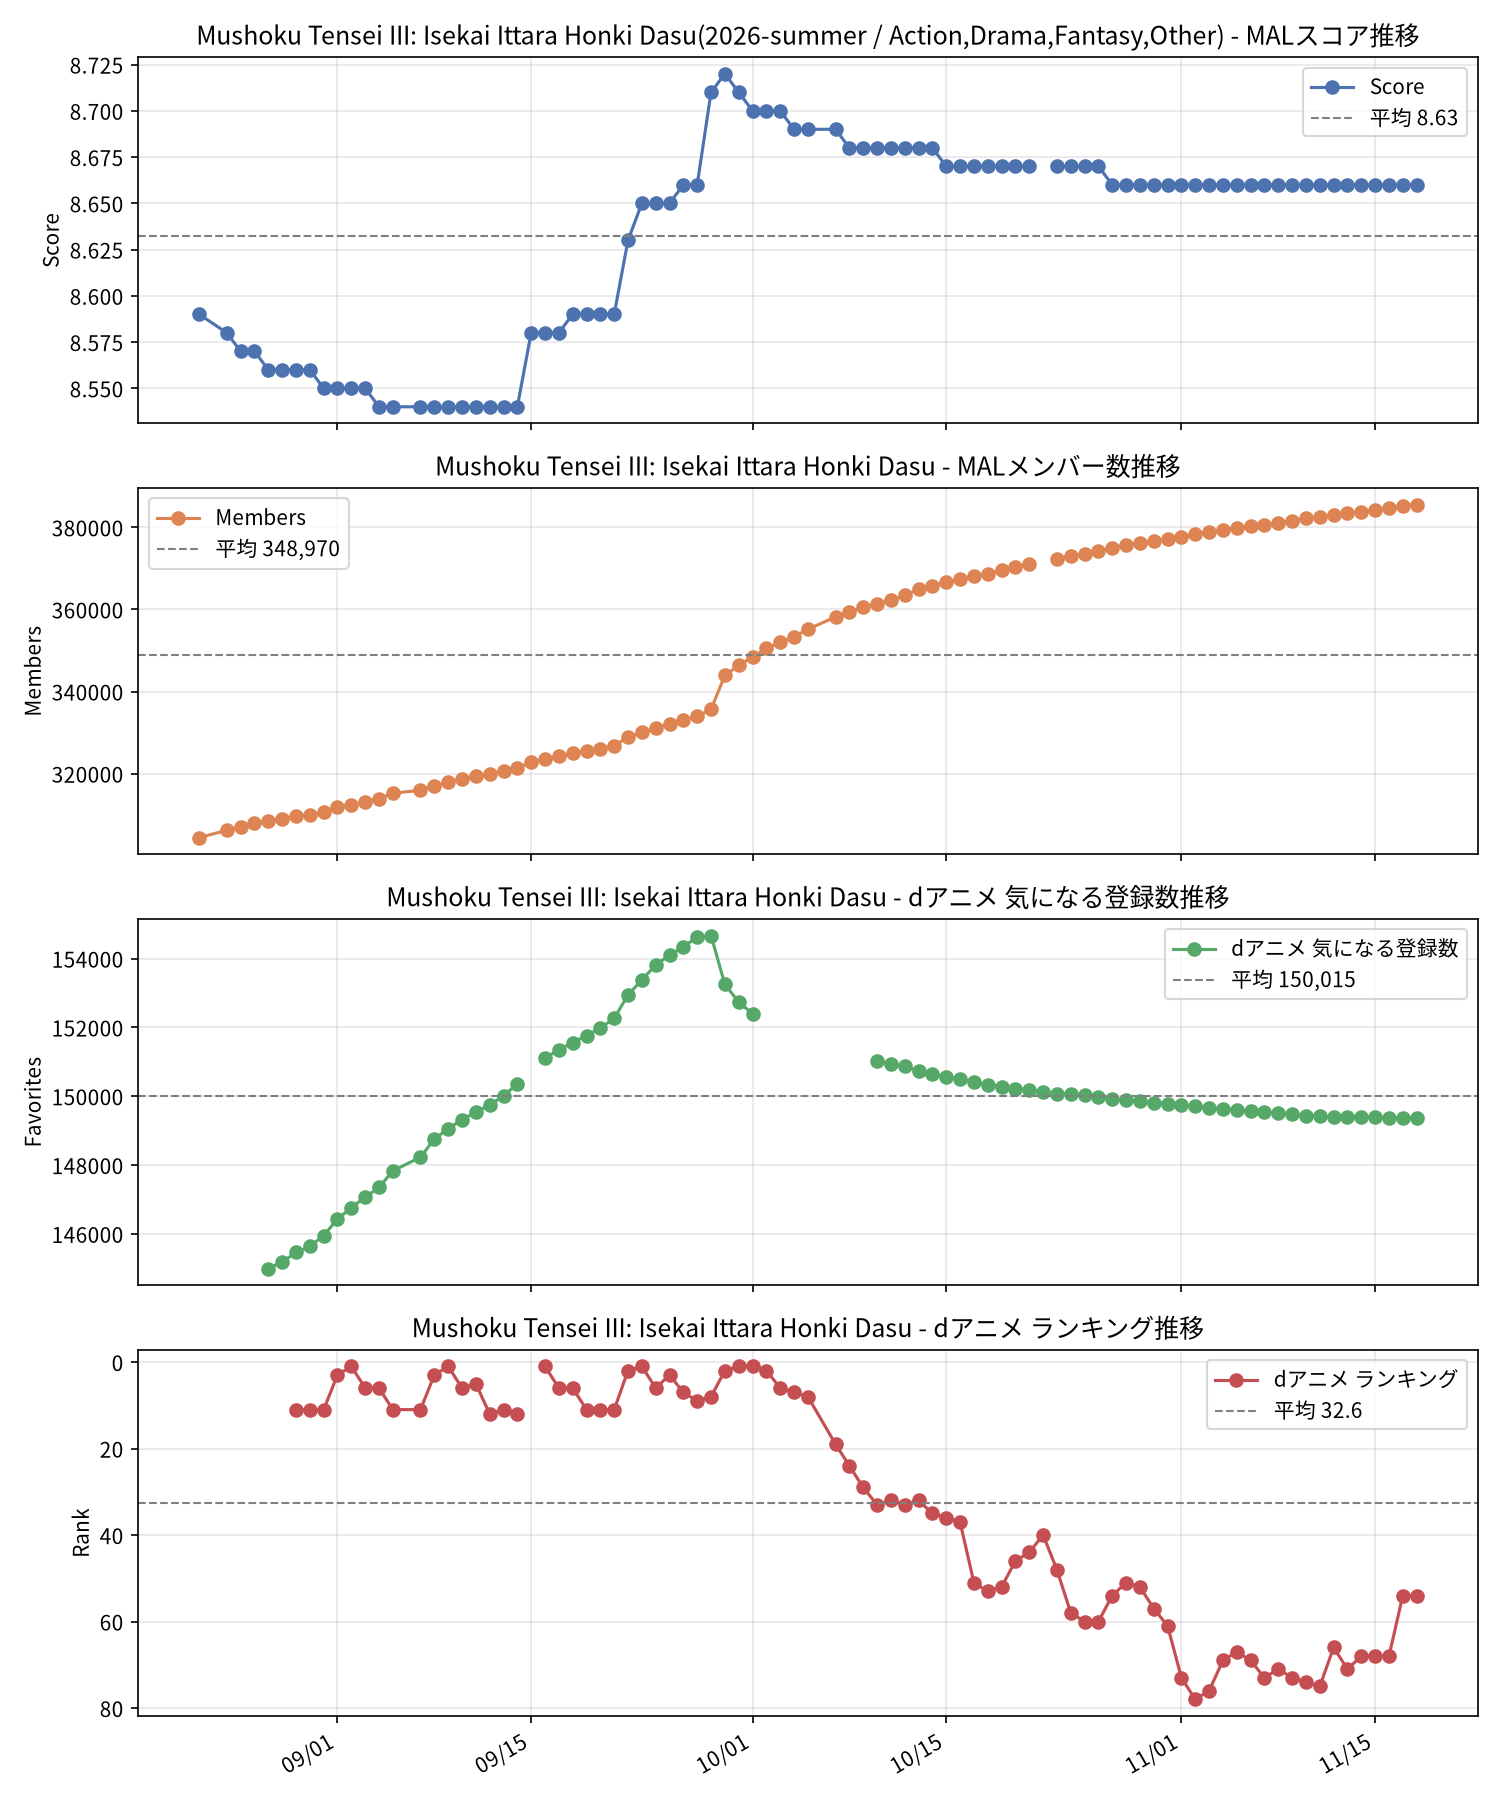 Mushoku Tensei III: Isekai Ittara Honki Dasu(2026-summer / Action,Drama,Fantasy,Other) - MALスコア推移
8.725
8.700
8.675
8.650
8.625
8.600
8.575
8.550
Score
Score
平均 8.63
Mushoku Tensei III: Isekai Ittara Honki Dasu - MALメンバー数推移
380000
360000
340000
320000
Members
Members
平均 348,970
Mushoku Tensei III: Isekai Ittara Honki Dasu - dアニメ 気になる登録数推移
154000
152000
150000
148000
146000
Favorites
dアニメ 気になる登録数
平均 150,015
Mushoku Tensei III: Isekai Ittara Honki Dasu - dアニメ ランキング推移
0
20
40
60
80
Rank
dアニメ ランキング
平均 32.6
09/01
09/15
10/01
10/15
11/01
11/15